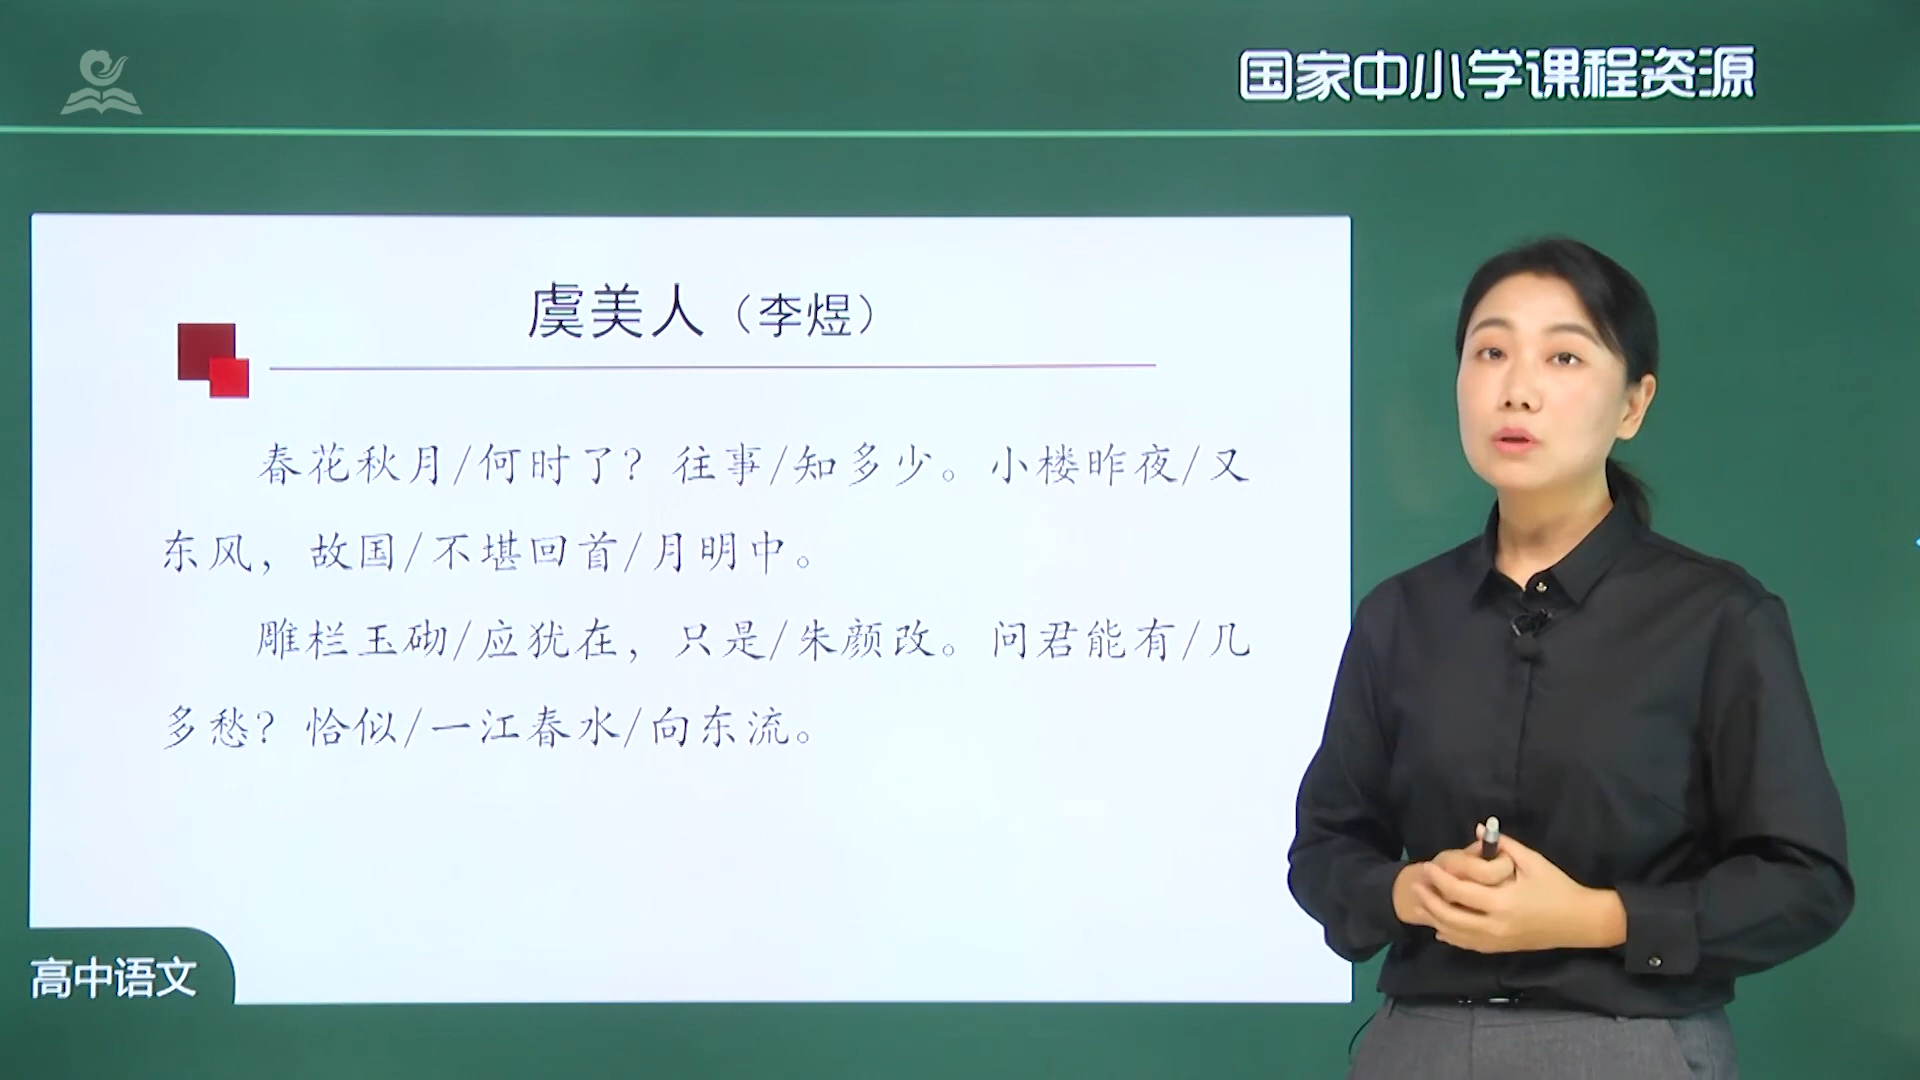 国家中小学课程资源
虞美人（李煜）
春花秋月/何时了？往事/知多少。小楼昨夜/又
东风，故国/不堪回首/月明中。
雕栏玉砌/应犹在，只是/朱颜改。问君能有/几
多愁？恰似/一江春水/向东流。
高中语文